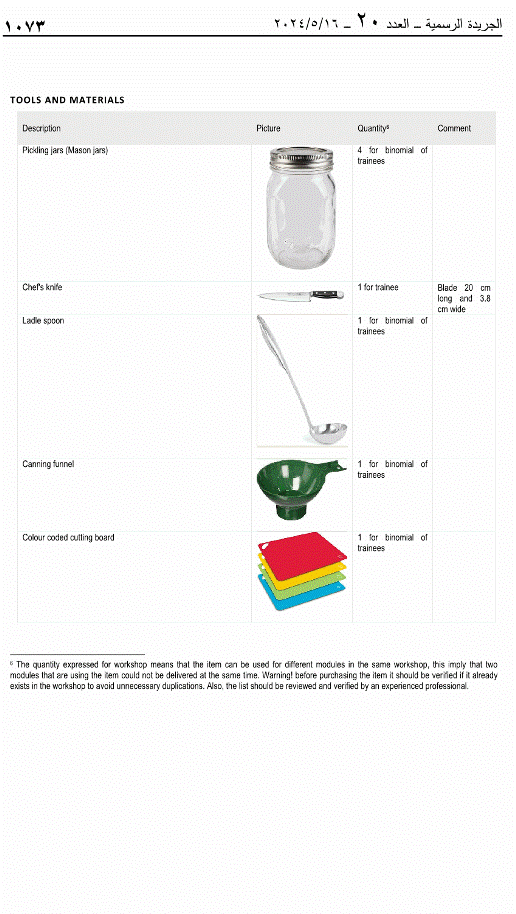 الجريدة الرسمية ــ العدد ٢٠ ــ ٢٠٢٤/٥/١٦
١٠٧٣
TOOLS AND MATERIALS
Description Picture Quantity⁶ Comment
Pickling jars (Mason jars) 4 for binomial of
trainees
Chef's knife 1 for trainee Blade 20 cm
long and 3.8
cm wide
Ladle spoon 1 for binomial of
trainees
Canning funnel 1 for binomial of
trainees
Colour coded cutting board 1 for binomial of
trainees
⁶ The quantity expressed for workshop means that the item can be used for different modules in the same workshop, this imply that two
modules that are using the item could not be delivered at the same time. Warning! before purchasing the item it should be verified if it already
exists in the workshop to avoid unnecessary duplications. Also, the list should be reviewed and verified by an experienced professional.